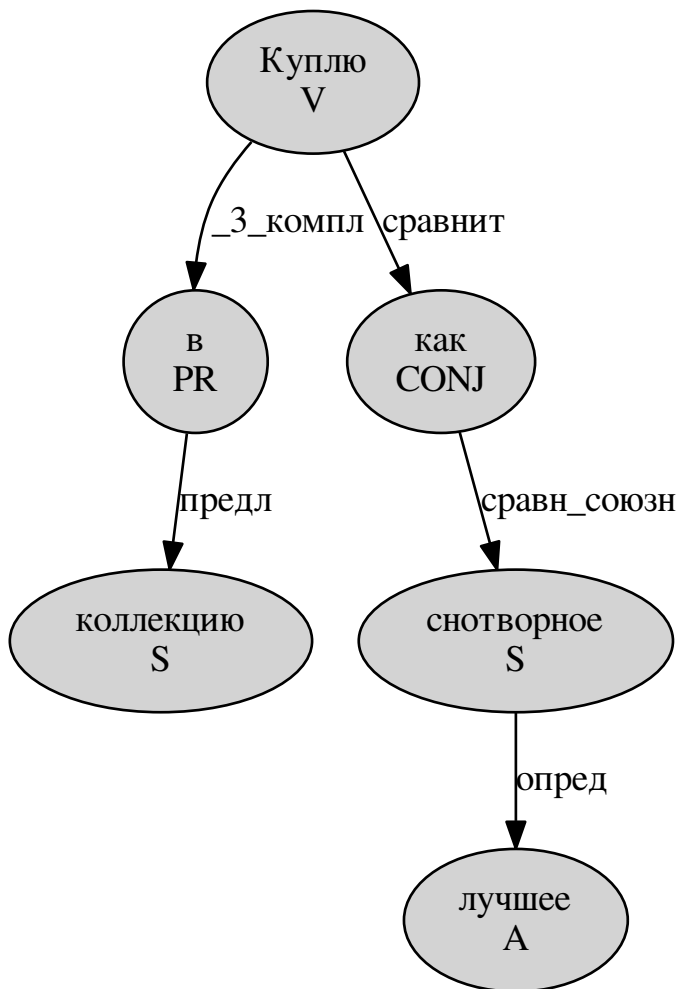 Куплю
V
_3_компл
сравнит
в
PR
как
CONJ
предл
сравн_союзн
коллекцию
S
снотворное
S
опред
лучшее
A